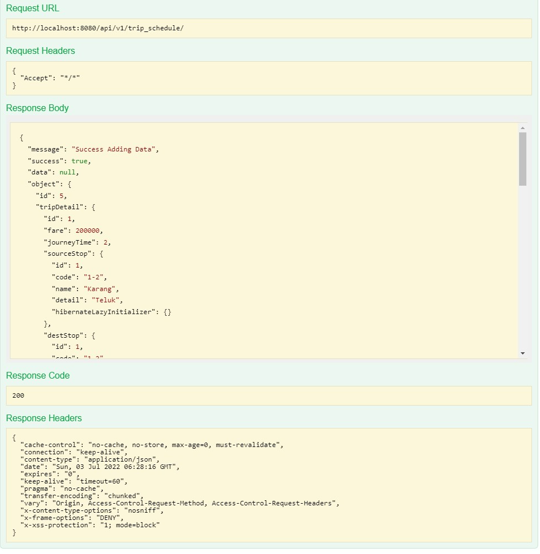 Request URL
http://localhost:8080/api/v1/trip_schedule/
Request Headers
{
  "Accept": "*/*"
}
Response Body
{
  "message": "Success Adding Data",
  "success": true,
  "data": null,
  "object": {
    "id": 5,
    "tripDetail": {
      "id": 1,
      "fare": 200000,
      "journeyTime": 2,
      "sourceStop": {
        "id": 1,
        "code": "1-2",
        "name": "Karang",
        "detail": "Teluk",
        "hibernateLazyInitializer": {}
      },
      "destStop": {
        "id": 1,
        "code": "1-2",
Response Code
200
Response Headers
{
  "cache-control": "no-cache, no-store, max-age=0, must-revalidate",
  "connection": "keep-alive",
  "content-type": "application/json",
  "date": "Sun, 03 Jul 2022 06:28:16 GMT",
  "expires": "0",
  "keep-alive": "timeout=60",
  "pragma": "no-cache",
  "transfer-encoding": "chunked",
  "vary": "Origin, Access-Control-Request-Method, Access-Control-Request-Headers",
  "x-content-type-options": "nosniff",
  "x-frame-options": "DENY",
  "x-xss-protection": "1; mode=block"
}